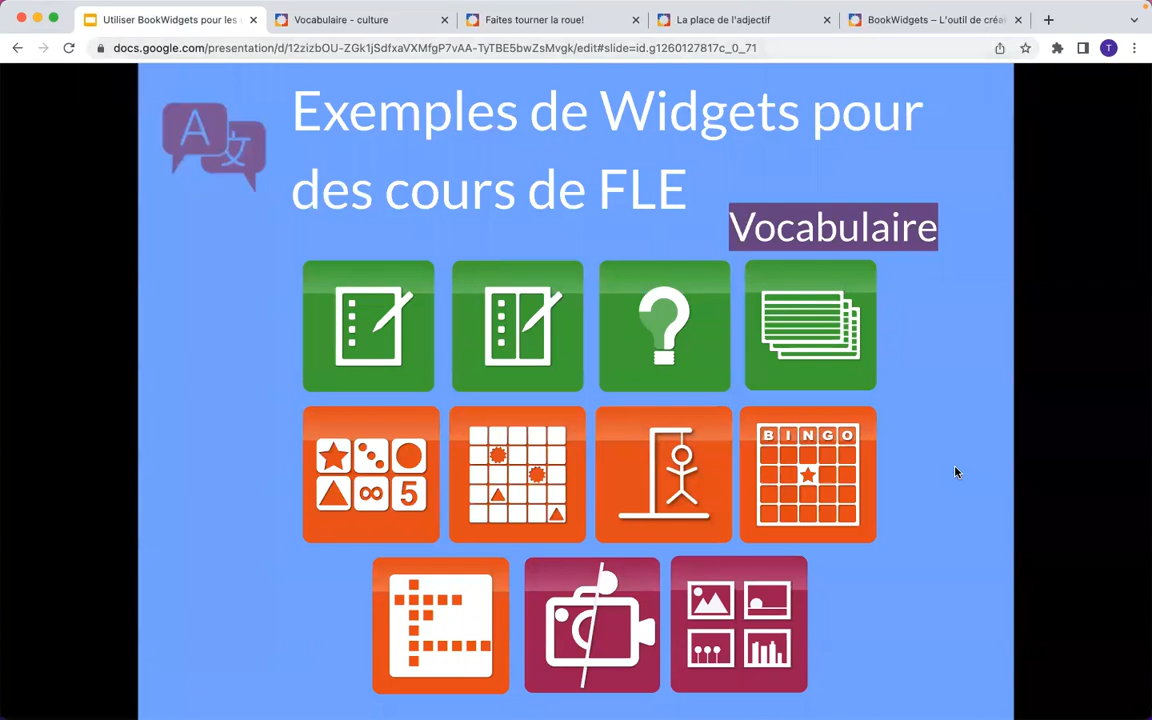 Utiliser BookWidgets pour les
Vocabulaire - culture
Faites tourner la roue!
La place de l'adjectif
BookWidgets – L'outil de créa
docs.google.com/presentation/d/12zizbOU-ZGk1jSdfxaVXMfgP7vAA-TyTBE5bwZsMvgk/edit#slide=id.g1260127817c_0_71
T
A 文
Exemples de Widgets pour
des cours de FLE
Vocabulaire
BINGO
5